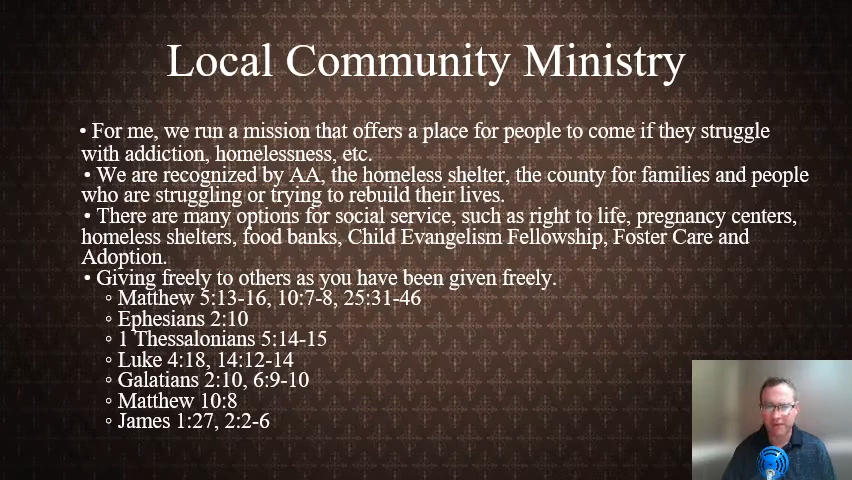 Local Community Ministry
• For me, we run a mission that offers a place for people to come if they struggle
with addiction, homelessness, etc.
• We are recognized by AA, the homeless shelter, the county for families and people
who are struggling or trying to rebuild their lives.
• There are many options for social service, such as right to life, pregnancy centers,
homeless shelters, food banks, Child Evangelism Fellowship, Foster Care and
Adoption.
• Giving freely to others as you have been given freely.
◦ Matthew 5:13-16, 10:7-8, 25:31-46
◦ Ephesians 2:10
◦ 1 Thessalonians 5:14-15
◦ Luke 4:18, 14:12-14
◦ Galatians 2:10, 6:9-10
◦ Matthew 10:8
◦ James 1:27, 2:2-6